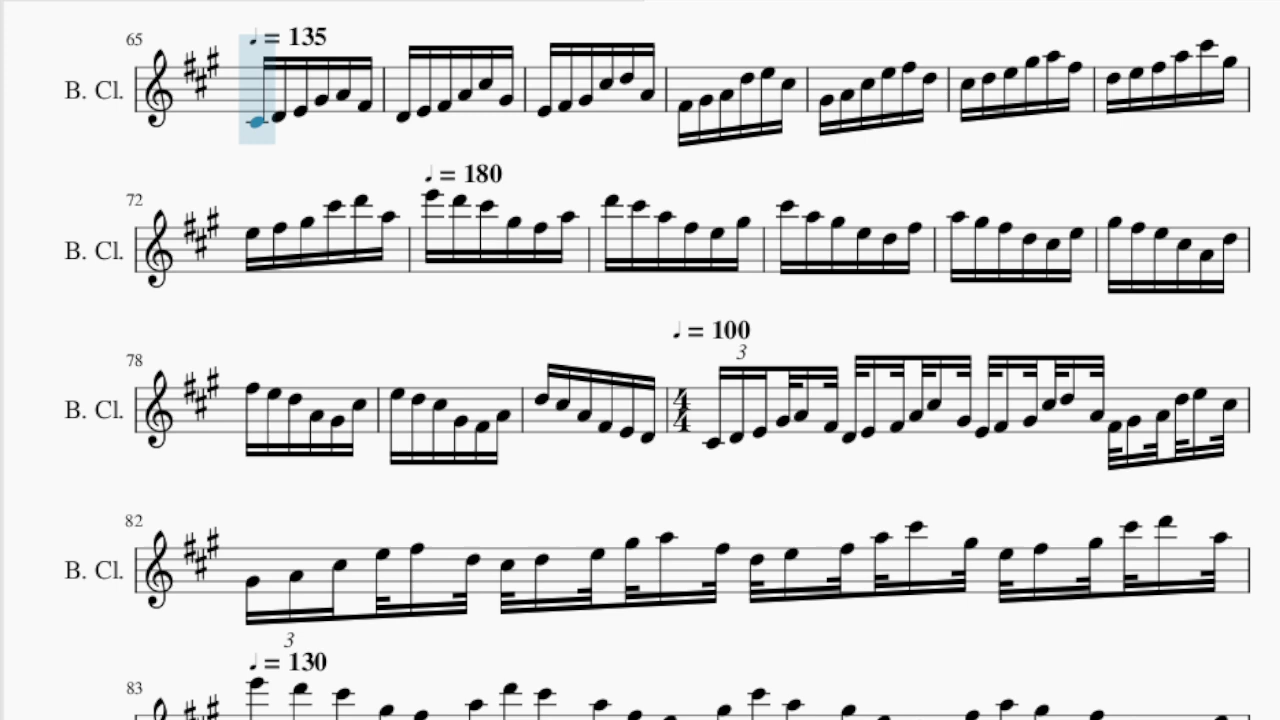 65
♩ = 135
B. Cl.
72
♩ = 180
B. Cl.
78
♩ = 100
3
B. Cl.
4
4
82
B. Cl.
3
♩ = 130
83